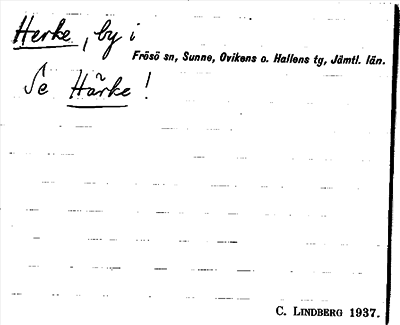 Herke, by i
Frösö sn, Sunne, Ovikens o. Hallens tg, Jämtl. län.
Se Härke!
C. LINDBERG 1937.